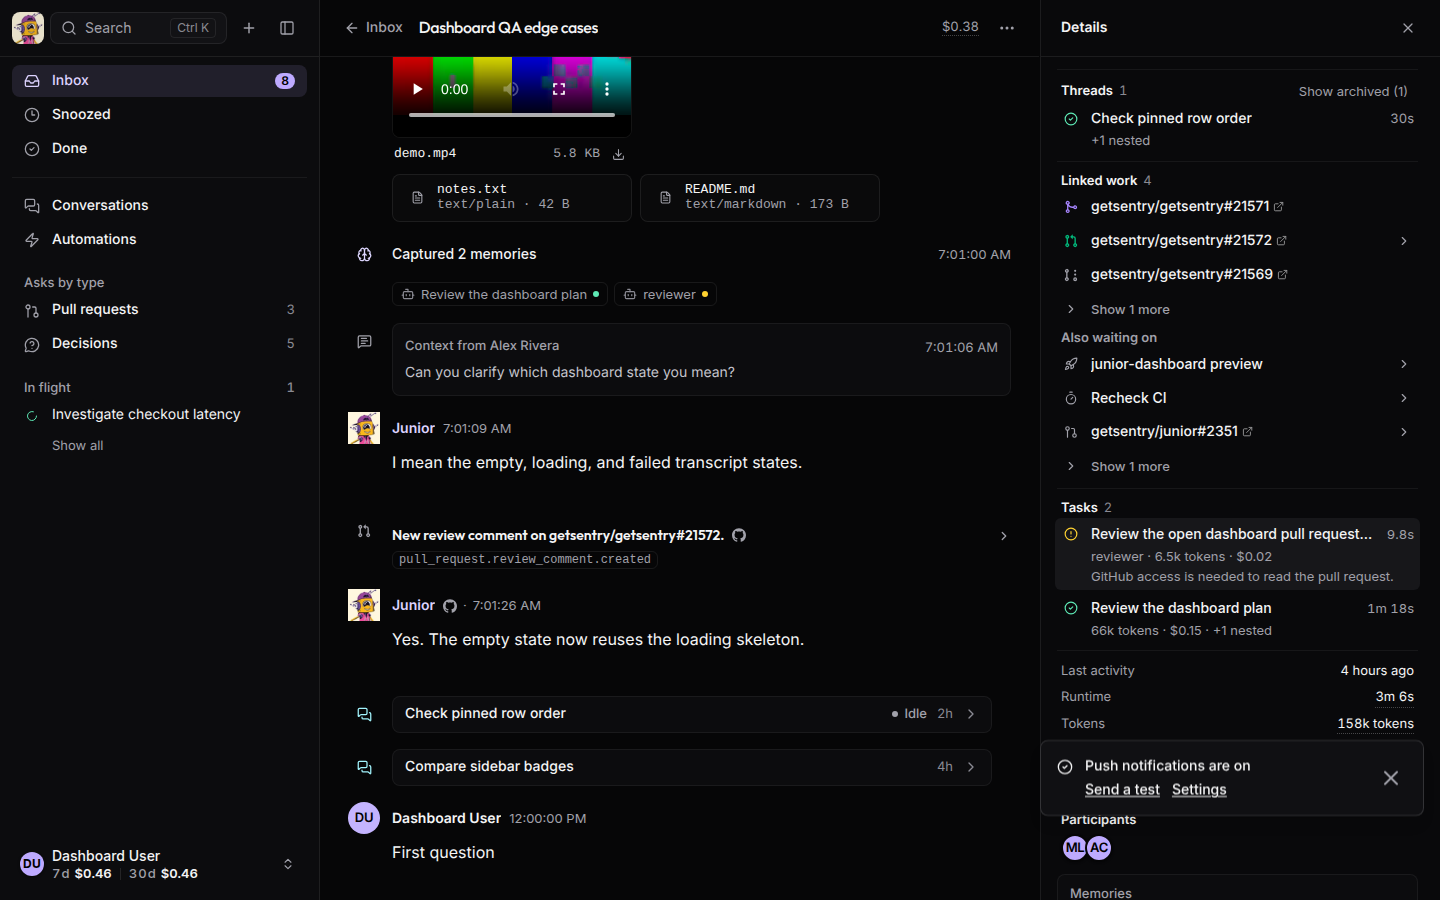 Search
Ctrl K
Inbox
8
Snoozed
Done
Conversations
Automations
Asks by type
Pull requests
3
Decisions
5
In flight
1
Investigate checkout latency
Show all
DU
Dashboard User
7d $0.46
30d $0.46
Inbox
Dashboard QA edge cases
$0.38
0:00
demo.mp4
5.8 KB
notes.txt
text/plain · 42 B
README.md
text/markdown · 173 B
Captured 2 memories
7:01:00 AM
Review the dashboard plan
reviewer
Context from Alex Rivera
7:01:06 AM
Can you clarify which dashboard state you mean?
Junior
7:01:09 AM
I mean the empty, loading, and failed transcript states.
New review comment on getsentry/getsentry#21572.
pull_request.review_comment.created
Junior
· 7:01:26 AM
Yes. The empty state now reuses the loading skeleton.
Check pinned row order
Idle
2h
Compare sidebar badges
4h
DU
Dashboard User
12:00:00 PM
First question
Details
Threads 1
Show archived (1)
Check pinned row order
30s
+1 nested
Linked work 4
getsentry/getsentry#21571
getsentry/getsentry#21572
getsentry/getsentry#21569
Show 1 more
Also waiting on
junior-dashboard preview
Recheck CI
getsentry/junior#2351
Show 1 more
Tasks 2
Review the open dashboard pull request...
9.8s
reviewer · 6.5k tokens · $0.02
GitHub access is needed to read the pull request.
Review the dashboard plan
1m 18s
66k tokens · $0.15 · +1 nested
Last activity
4 hours ago
Runtime
3m 6s
Tokens
158k tokens
Push notifications are on
Send a test
Settings
Participants
ML
AC
Memories